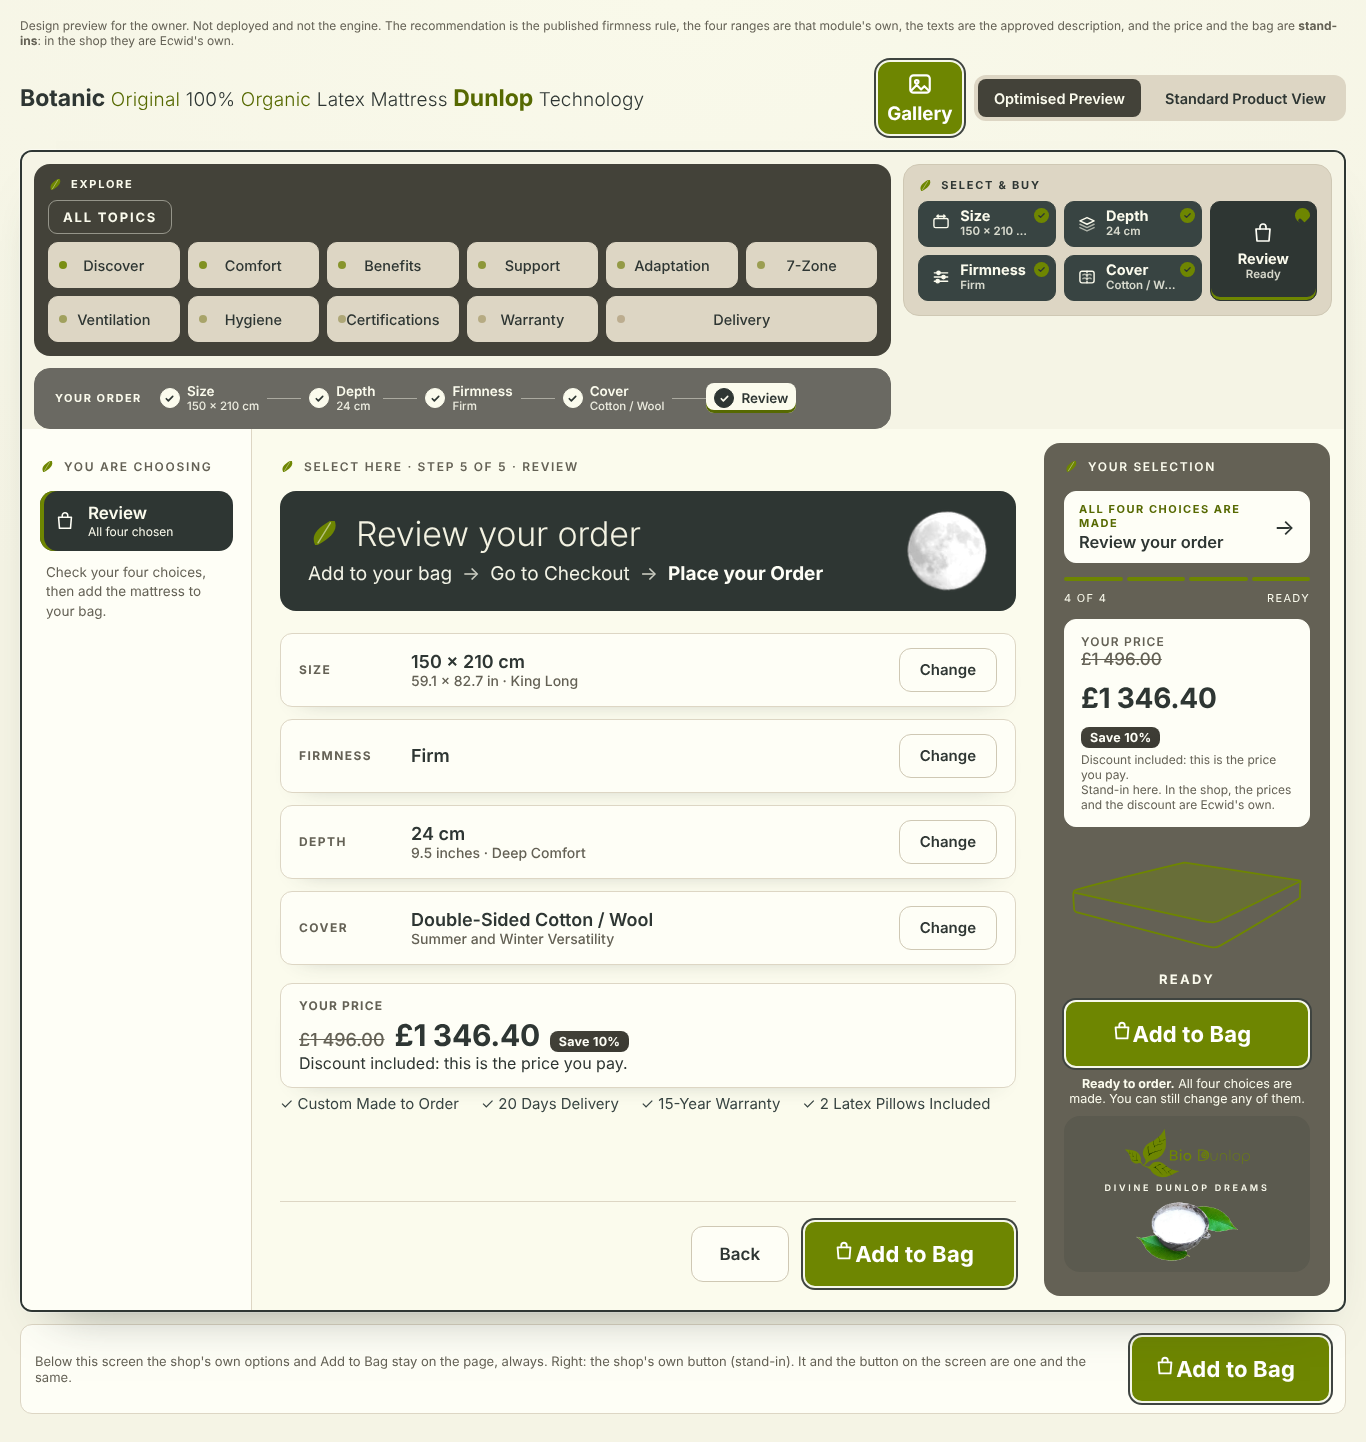 Design preview for the owner. Not deployed and not the engine. The recommendation is the published firmness rule, the four ranges are that module's own, the texts are the approved description, and the price and the bag are stand-
ins: in the shop they are Ecwid's own.
Botanic Original 100% Organic Latex Mattress Dunlop Technology
Gallery
Optimised Preview
Standard Product View
EXPLORE
ALL TOPICS
Discover
Comfort
Benefits
Support
Adaptation
7-Zone
Ventilation
Hygiene
Certifications
Warranty
Delivery
SELECT & BUY
Size
150 × 210 ...
Depth
24 cm
Firmness
Firm
Cover
Cotton / W...
Review
Ready
YOUR ORDER
Size
150 × 210 cm
Depth
24 cm
Firmness
Firm
Cover
Cotton / Wool
Review
YOU ARE CHOOSING
Review
All four chosen
Check your four choices,
then add the mattress to
your bag.
SELECT HERE · STEP 5 OF 5 · REVIEW
Review your order
Add to your bag → Go to Checkout → Place your Order
SIZE
150 × 210 cm
59.1 × 82.7 in · King Long
Change
FIRMNESS
Firm
Change
DEPTH
24 cm
9.5 inches · Deep Comfort
Change
COVER
Double-Sided Cotton / Wool
Summer and Winter Versatility
Change
YOUR PRICE
£1 496.00 £1 346.40 Save 10%
Discount included: this is the price you pay.
✓ Custom Made to Order ✓ 20 Days Delivery ✓ 15-Year Warranty ✓ 2 Latex Pillows Included
Back
Add to Bag
YOUR SELECTION
ALL FOUR CHOICES ARE
MADE
Review your order →
4 OF 4
READY
YOUR PRICE
£1 496.00
£1 346.40
Save 10%
Discount included: this is the price
you pay.
Stand-in here. In the shop, the prices
and the discount are Ecwid's own.
READY
Add to Bag
Ready to order. All four choices are
made. You can still change any of them.
Bio Dunlop
DIVINE DUNLOP DREAMS
Below this screen the shop's own options and Add to Bag stay on the page, always. Right: the shop's own button (stand-in). It and the button on the screen are one and the
same.
Add to Bag